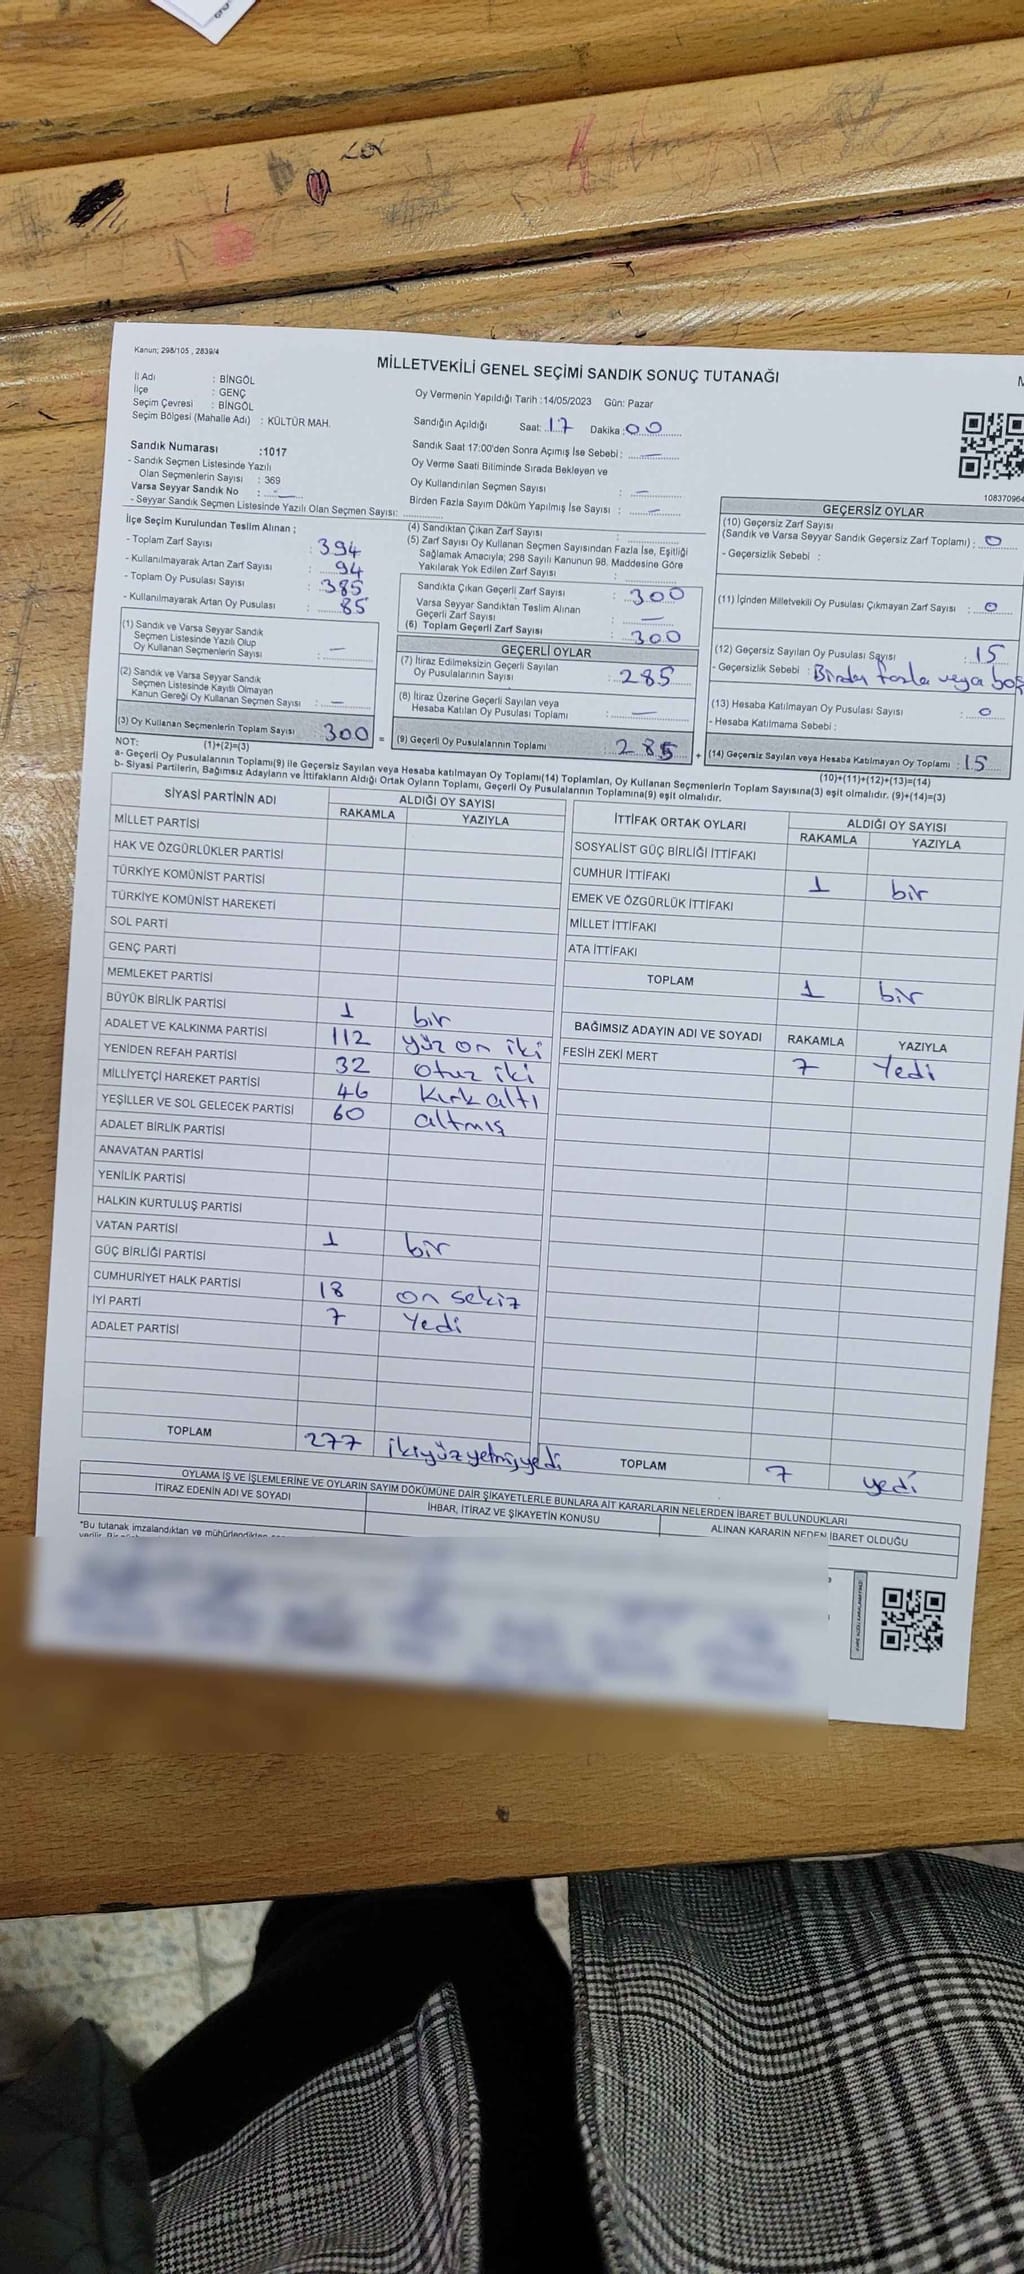 Kanun; 298/105 , 2839/4
MİLLETVEKİLİ GENEL SEÇİMİ SANDIK SONUÇ TUTANAĞI
İl Adı : BİNGÖL
İlçe : GENÇ
Seçim Çevresi : BİNGÖL
Seçim Bölgesi (Mahalle Adı) : KÜLTÜR MAH.
Sandık Numarası :1017
- Sandık Seçmen Listesinde Yazılı
Olan Seçmenlerin Sayısı : 369
Varsa Seyyar Sandık No : -
- Seyyar Sandık Seçmen Listesinde Yazılı Olan Seçmen Sayısı:
Oy Vermenin Yapıldığı Tarih :14/05/2023 Gün: Pazar
Sandığın Açıldığı Saat: 17 Dakika: 00
Sandık Saat 17:00'den Sonra Açımış İse Sebebi : -
Oy Verme Saati Bitiminde Sırada Bekleyen ve
Oy Kullandırılan Seçmen Sayısı : -
Birden Fazla Sayım Döküm Yapılmış İse Sayısı : -
108370964
İlçe Seçim Kurulundan Teslim Alınan ;
- Toplam Zarf Sayısı : 394
- Kullanılmayarak Artan Zarf Sayısı : 94
- Toplam Oy Pusulası Sayısı : 385
- Kullanılmayarak Artan Oy Pusulası : 85
(1) Sandık ve Varsa Seyyar Sandık
Seçmen Listesinde Yazılı Olup
Oy Kullanan Seçmenlerin Sayısı : -
(2) Sandık ve Varsa Seyyar Sandık
Seçmen Listesinde Kayıtlı Olmayan
Kanun Gereği Oy Kullanan Seçmen Sayısı : -
(3) Oy Kullanan Seçmenlerin Toplam Sayısı : 300 =
(1)+(2)=(3)
(4) Sandıktan Çıkan Zarf Sayısı :
(5) Zarf Sayısı Oy Kullanan Seçmen Sayısından Fazla İse, Eşitliği
Sağlamak Amacıyla; 298 Sayılı Kanunun 98. Maddesine Göre
Yakılarak Yok Edilen Zarf Sayısı :
Sandıkta Çıkan Geçerli Zarf Sayısı : 300
Varsa Seyyar Sandıktan Teslim Alınan
Geçerli Zarf Sayısı : -
(6) Toplam Geçerli Zarf Sayısı : 300
GEÇERLİ OYLAR
(7) İtiraz Edilmeksizin Geçerli Sayılan
Oy Pusulalarının Sayısı : 285
(8) İtiraz Üzerine Geçerli Sayılan veya
Hesaba Katılan Oy Pusulası Toplamı : -
(9) Geçerli Oy Pusulalarının Toplamı : 285 +
GEÇERSİZ OYLAR
(10) Geçersiz Zarf Sayısı
(Sandık ve Varsa Seyyar Sandık Geçersiz Zarf Toplamı) : 0
- Geçersizlik Sebebi :
(11) İçinden Milletvekili Oy Pusulası Çıkmayan Zarf Sayısı : 0
(12) Geçersiz Sayılan Oy Pusulası Sayısı : 15
- Geçersizlik Sebebi : Birden fazla veya boş
(13) Hesaba Katılmayan Oy Pusulası Sayısı : 0
- Hesaba Katılmama Sebebi :
(14) Geçersiz Sayılan veya Hesaba Katılmayan Oy Toplamı : 15
(10)+(11)+(12)+(13)=(14)
NOT:
a- Geçerli Oy Pusulalarının Toplamı(9) ile Geçersiz Sayılan veya Hesaba katılmayan Oy Toplamı(14) Toplamları, Oy Kullanan Seçmenlerin Toplam Sayısına(3) eşit olmalıdır. (9)+(14)=(3)
b- Siyasi Partilerin, Bağımsız Adayların ve İttifakların Aldığı Ortak Oyların Toplamı, Geçerli Oy Pusulalarının Toplamına(9) eşit olmalıdır.
SİYASİ PARTİNİN ADI ALDIĞI OY SAYISI
RAKAMLA YAZIYLA
MİLLET PARTİSİ
HAK VE ÖZGÜRLÜKLER PARTİSİ
TÜRKİYE KOMÜNİST PARTİSİ
TÜRKİYE KOMÜNİST HAREKETİ
SOL PARTİ
GENÇ PARTİ
MEMLEKET PARTİSİ
BÜYÜK BİRLİK PARTİSİ 1 bir
ADALET VE KALKINMA PARTİSİ 112 yüz on iki
YENİDEN REFAH PARTİSİ 32 otuz iki
MİLLİYETÇİ HAREKET PARTİSİ 46 kırk altı
YEŞİLLER VE SOL GELECEK PARTİSİ 60 altmış
ADALET BİRLİK PARTİSİ
ANAVATAN PARTİSİ
YENİLİK PARTİSİ
HALKIN KURTULUŞ PARTİSİ
VATAN PARTİSİ 1 bir
GÜÇ BİRLİĞİ PARTİSİ
CUMHURİYET HALK PARTİSİ 18 on sekiz
İYİ PARTİ 7 Yedi
ADALET PARTİSİ
TOPLAM 277 ikiyüzyetmişyedi
İTTİFAK ORTAK OYLARI ALDIĞI OY SAYISI
RAKAMLA YAZIYLA
SOSYALİST GÜÇ BİRLİĞİ İTTİFAKI
CUMHUR İTTİFAKI 1 bir
EMEK VE ÖZGÜRLÜK İTTİFAKI
MİLLET İTTİFAKI
ATA İTTİFAKI
TOPLAM 1 bir
BAĞIMSIZ ADAYIN ADI VE SOYADI RAKAMLA YAZIYLA
FESİH ZEKİ MERT 7 Yedi
TOPLAM 7 yedi
OYLAMA İŞ VE İŞLEMLERİNE VE OYLARIN SAYIM DÖKÜMÜNE DAİR ŞİKAYETLERLE BUNLARA AİT KARARLARIN NELERDEN İBARET BULUNDUKLARI
İTİRAZ EDENİN ADI VE SOYADI İHBAR, İTİRAZ VE ŞİKAYETİN KONUSU ALINAN KARARIN NEDEN İBARET OLDUĞU
"Bu tutanak imzalandıktan ve mühürlendikten